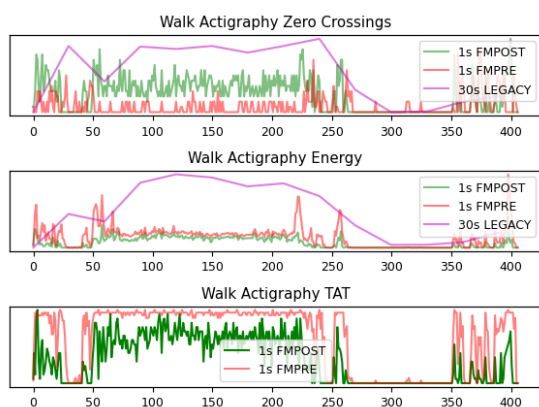 Walk Actigraphy Zero Crossings
1s FMPOST
1s FMPRE
30s LEGACY
0 50 100 150 200 250 300 350 400
Walk Actigraphy Energy
1s FMPOST
1s FMPRE
30s LEGACY
0 50 100 150 200 250 300 350 400
Walk Actigraphy TAT
1s FMPOST
1s FMPRE
0 50 100 150 200 250 300 350 400